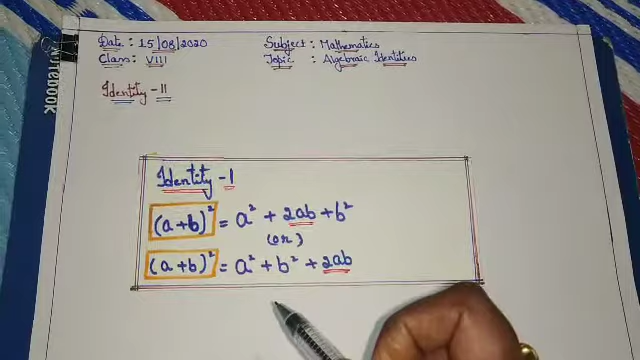 Date : 15/08/2020
Subject : Mathematics
Class : VIII
Topic : Algebraic Identities
Identity - II
Identity - I
(a + b)² = a² + 2ab + b²
(or)
(a + b)² = a² + b² + 2ab
NOTEBOOK